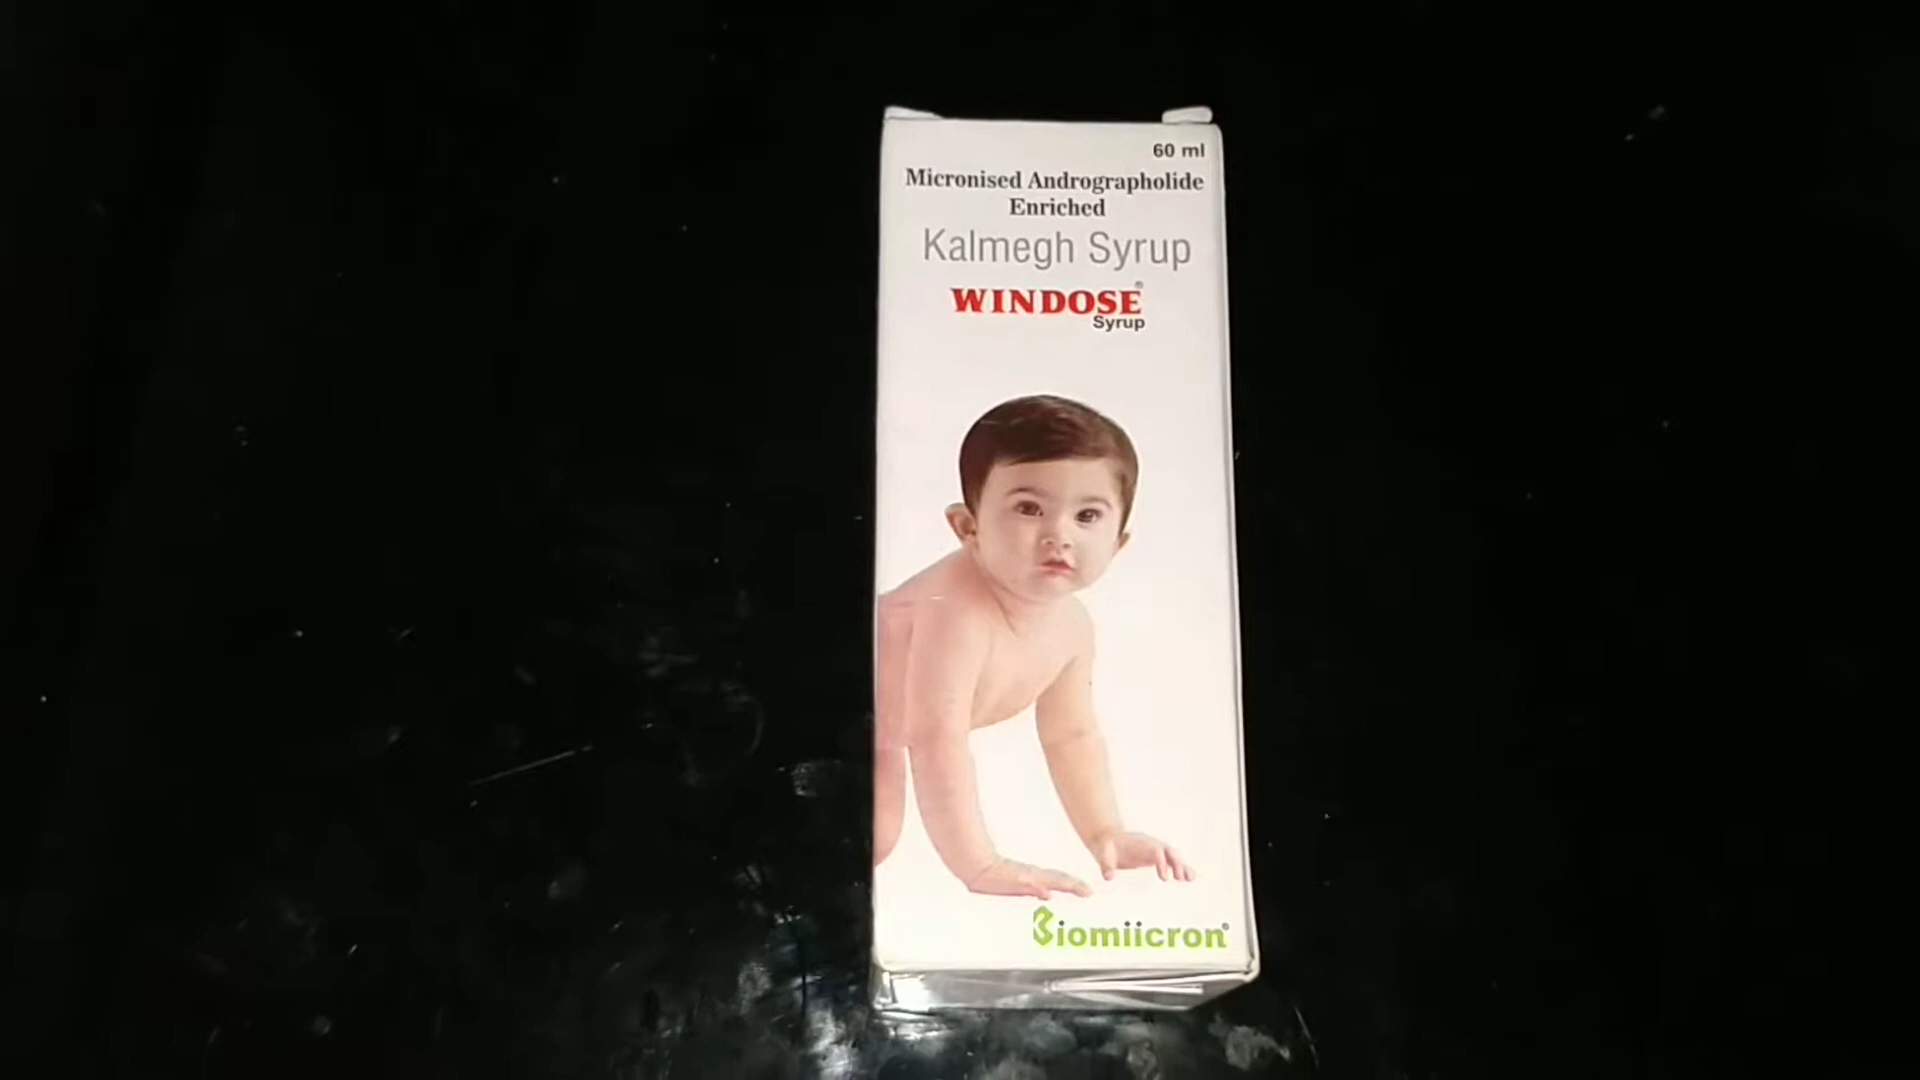 60 ml
Micronised Andrographolide
Enriched
Kalmegh Syrup
WINDOSE®
Syrup
Biomiicron®